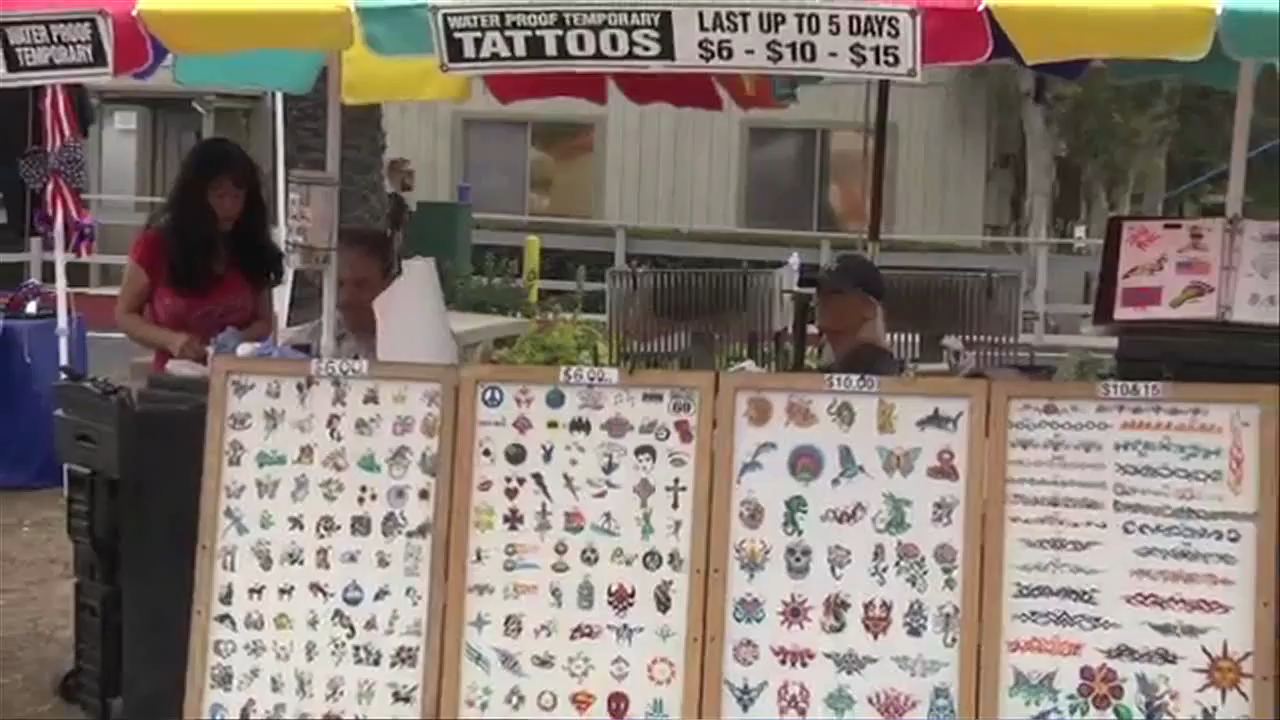 WATER PROOF
TEMPORARY
WATER PROOF TEMPORARY
TATTOOS
LAST UP TO 5 DAYS
$6 - $10 - $15
$6.00
$6.00
$10.00
$10&15